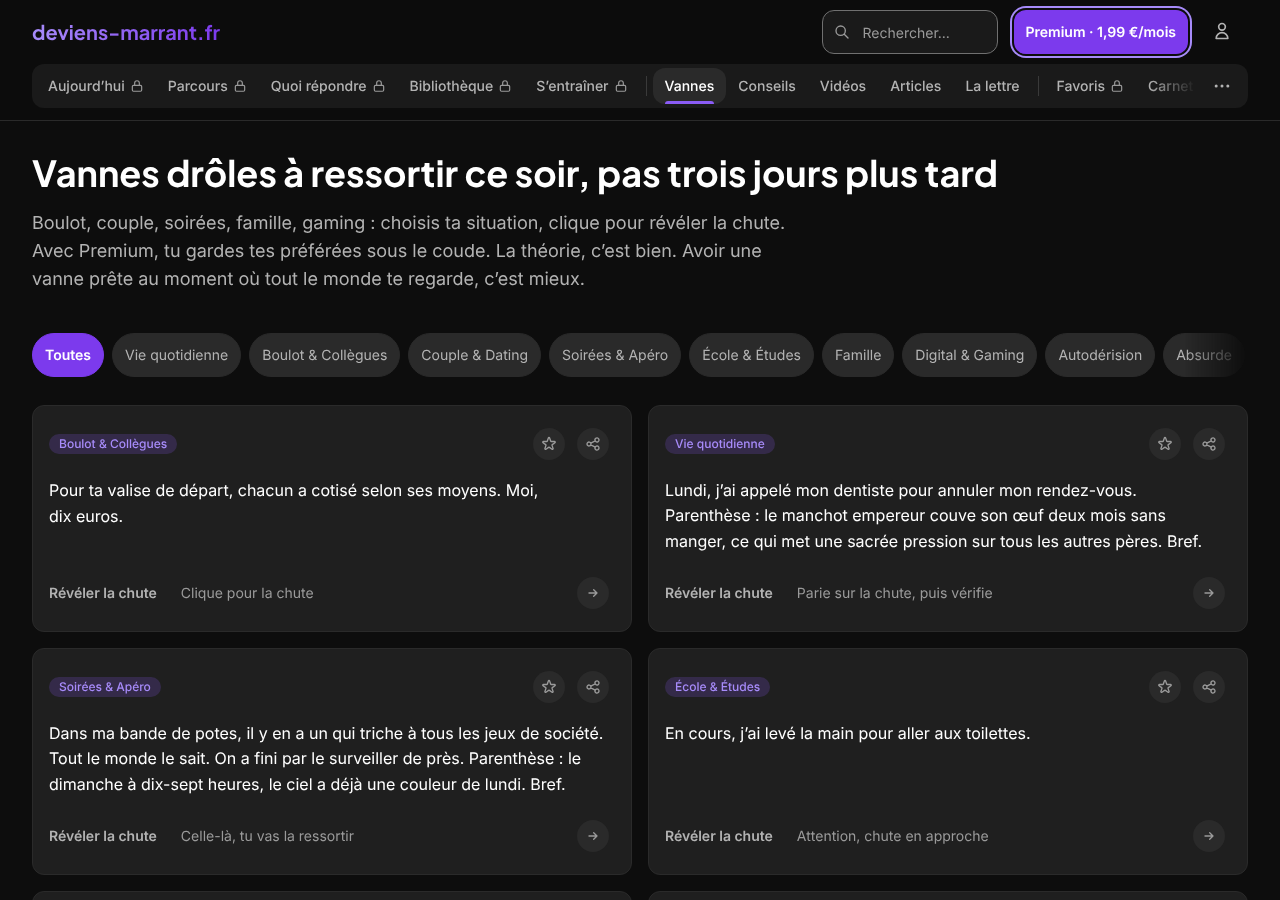 deviens-marrant.fr
Rechercher...
Premium · 1,99 €/mois
Aujourd’hui
Parcours
Quoi répondre
Bibliothèque
S’entraîner
Vannes
Conseils
Vidéos
Articles
La lettre
Favoris
Carnet
Vannes drôles à ressortir ce soir, pas trois jours plus tard
Boulot, couple, soirées, famille, gaming : choisis ta situation, clique pour révéler la chute.
Avec Premium, tu gardes tes préférées sous le coude. La théorie, c’est bien. Avoir une
vanne prête au moment où tout le monde te regarde, c’est mieux.
Toutes
Vie quotidienne
Boulot & Collègues
Couple & Dating
Soirées & Apéro
École & Études
Famille
Digital & Gaming
Autodérision
Absurde
Boulot & Collègues
Pour ta valise de départ, chacun a cotisé selon ses moyens. Moi,
dix euros.
Révéler la chute
Clique pour la chute
Vie quotidienne
Lundi, j’ai appelé mon dentiste pour annuler mon rendez-vous.
Parenthèse : le manchot empereur couve son œuf deux mois sans
manger, ce qui met une sacrée pression sur tous les autres pères. Bref.
Révéler la chute
Parie sur la chute, puis vérifie
Soirées & Apéro
Dans ma bande de potes, il y en a un qui triche à tous les jeux de société.
Tout le monde le sait. On a fini par le surveiller de près. Parenthèse : le
dimanche à dix-sept heures, le ciel a déjà une couleur de lundi. Bref.
Révéler la chute
Celle-là, tu vas la ressortir
École & Études
En cours, j’ai levé la main pour aller aux toilettes.
Révéler la chute
Attention, chute en approche